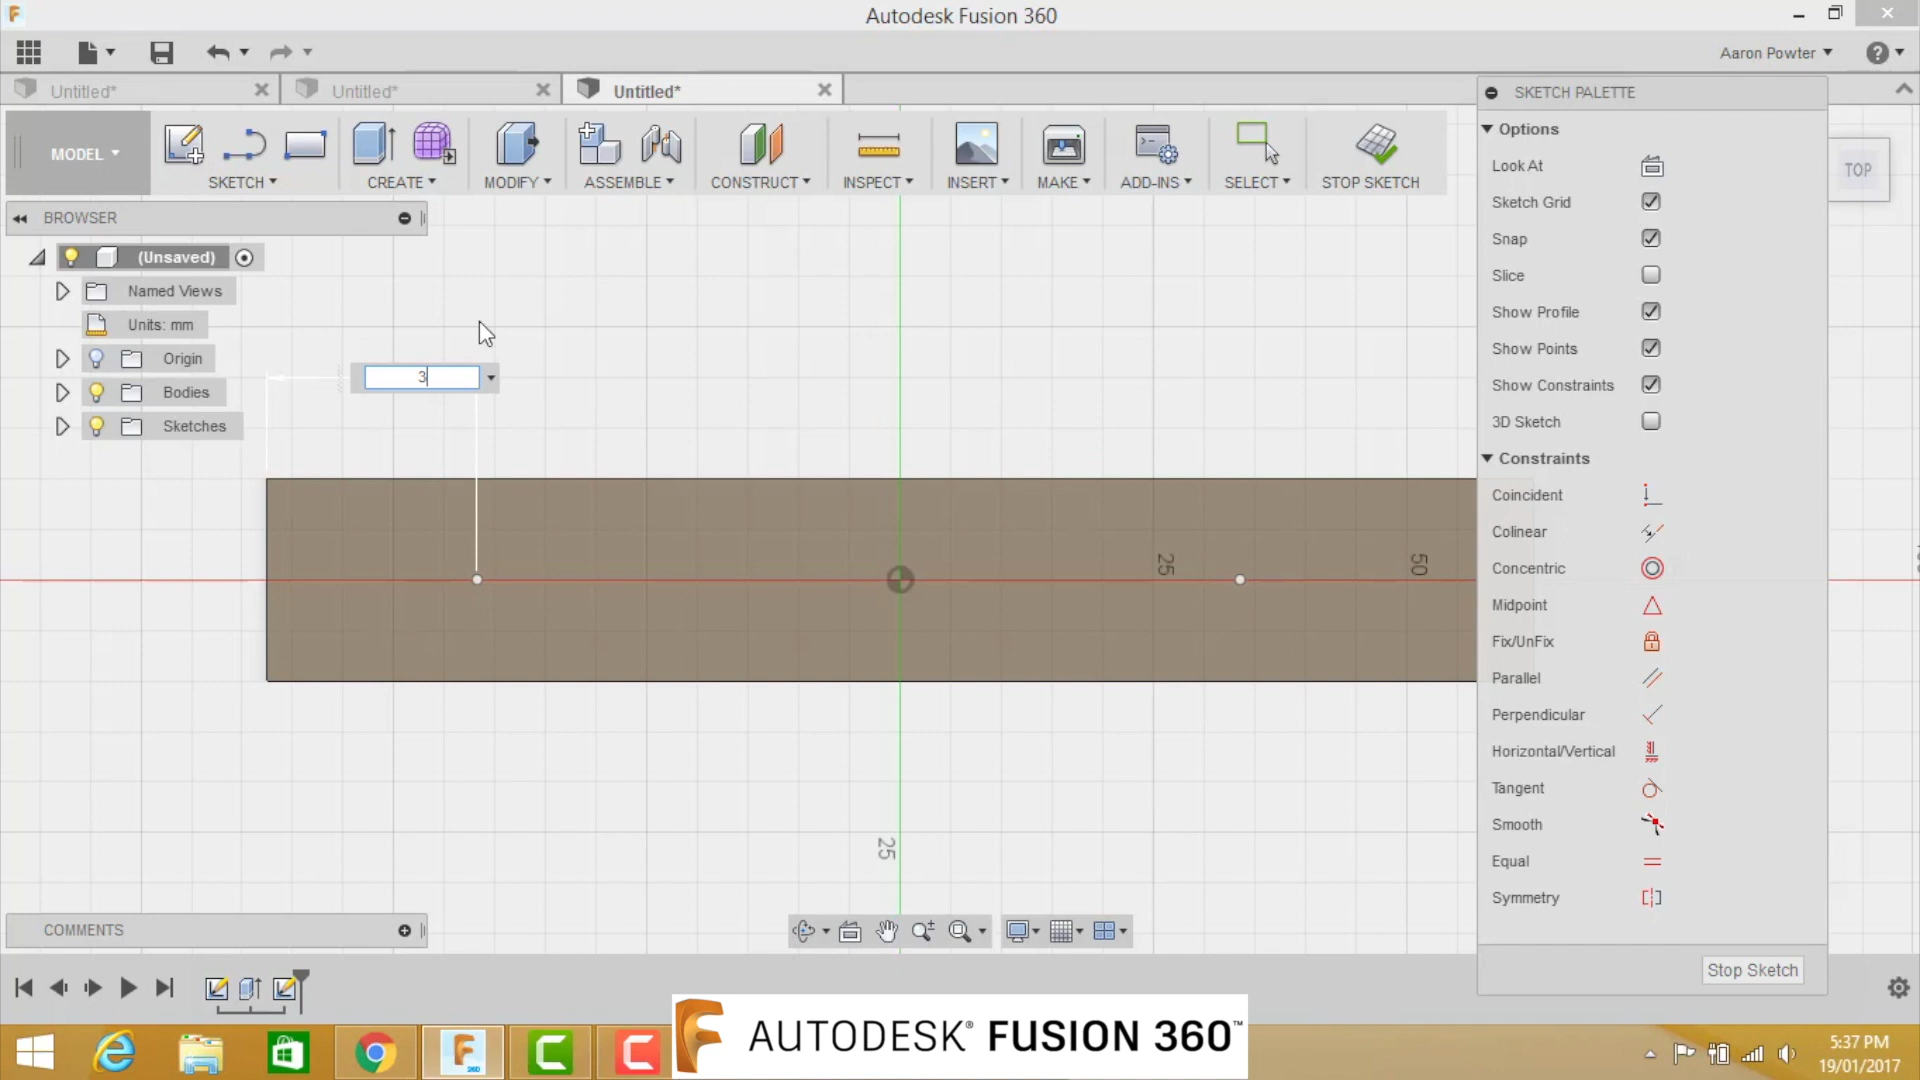 Autodesk Fusion 360
Aaron Powter
Untitled*
Untitled*
Untitled*
MODEL
SKETCH
CREATE
MODIFY
ASSEMBLE
CONSTRUCT
INSPECT
INSERT
MAKE
ADD-INS
SELECT
STOP SKETCH
TOP
BROWSER
(Unsaved)
Named Views
Units: mm
Origin
Bodies
Sketches
3
25
50
25
SKETCH PALETTE
Options
Look At
Sketch Grid
Snap
Slice
Show Profile
Show Points
Show Constraints
3D Sketch
Constraints
Coincident
Colinear
Concentric
Midpoint
Fix/UnFix
Parallel
Perpendicular
Horizontal/Vertical
Tangent
Smooth
Equal
Symmetry
Stop Sketch
COMMENTS
AUTODESK® FUSION 360™
5:37 PM
19/01/2017